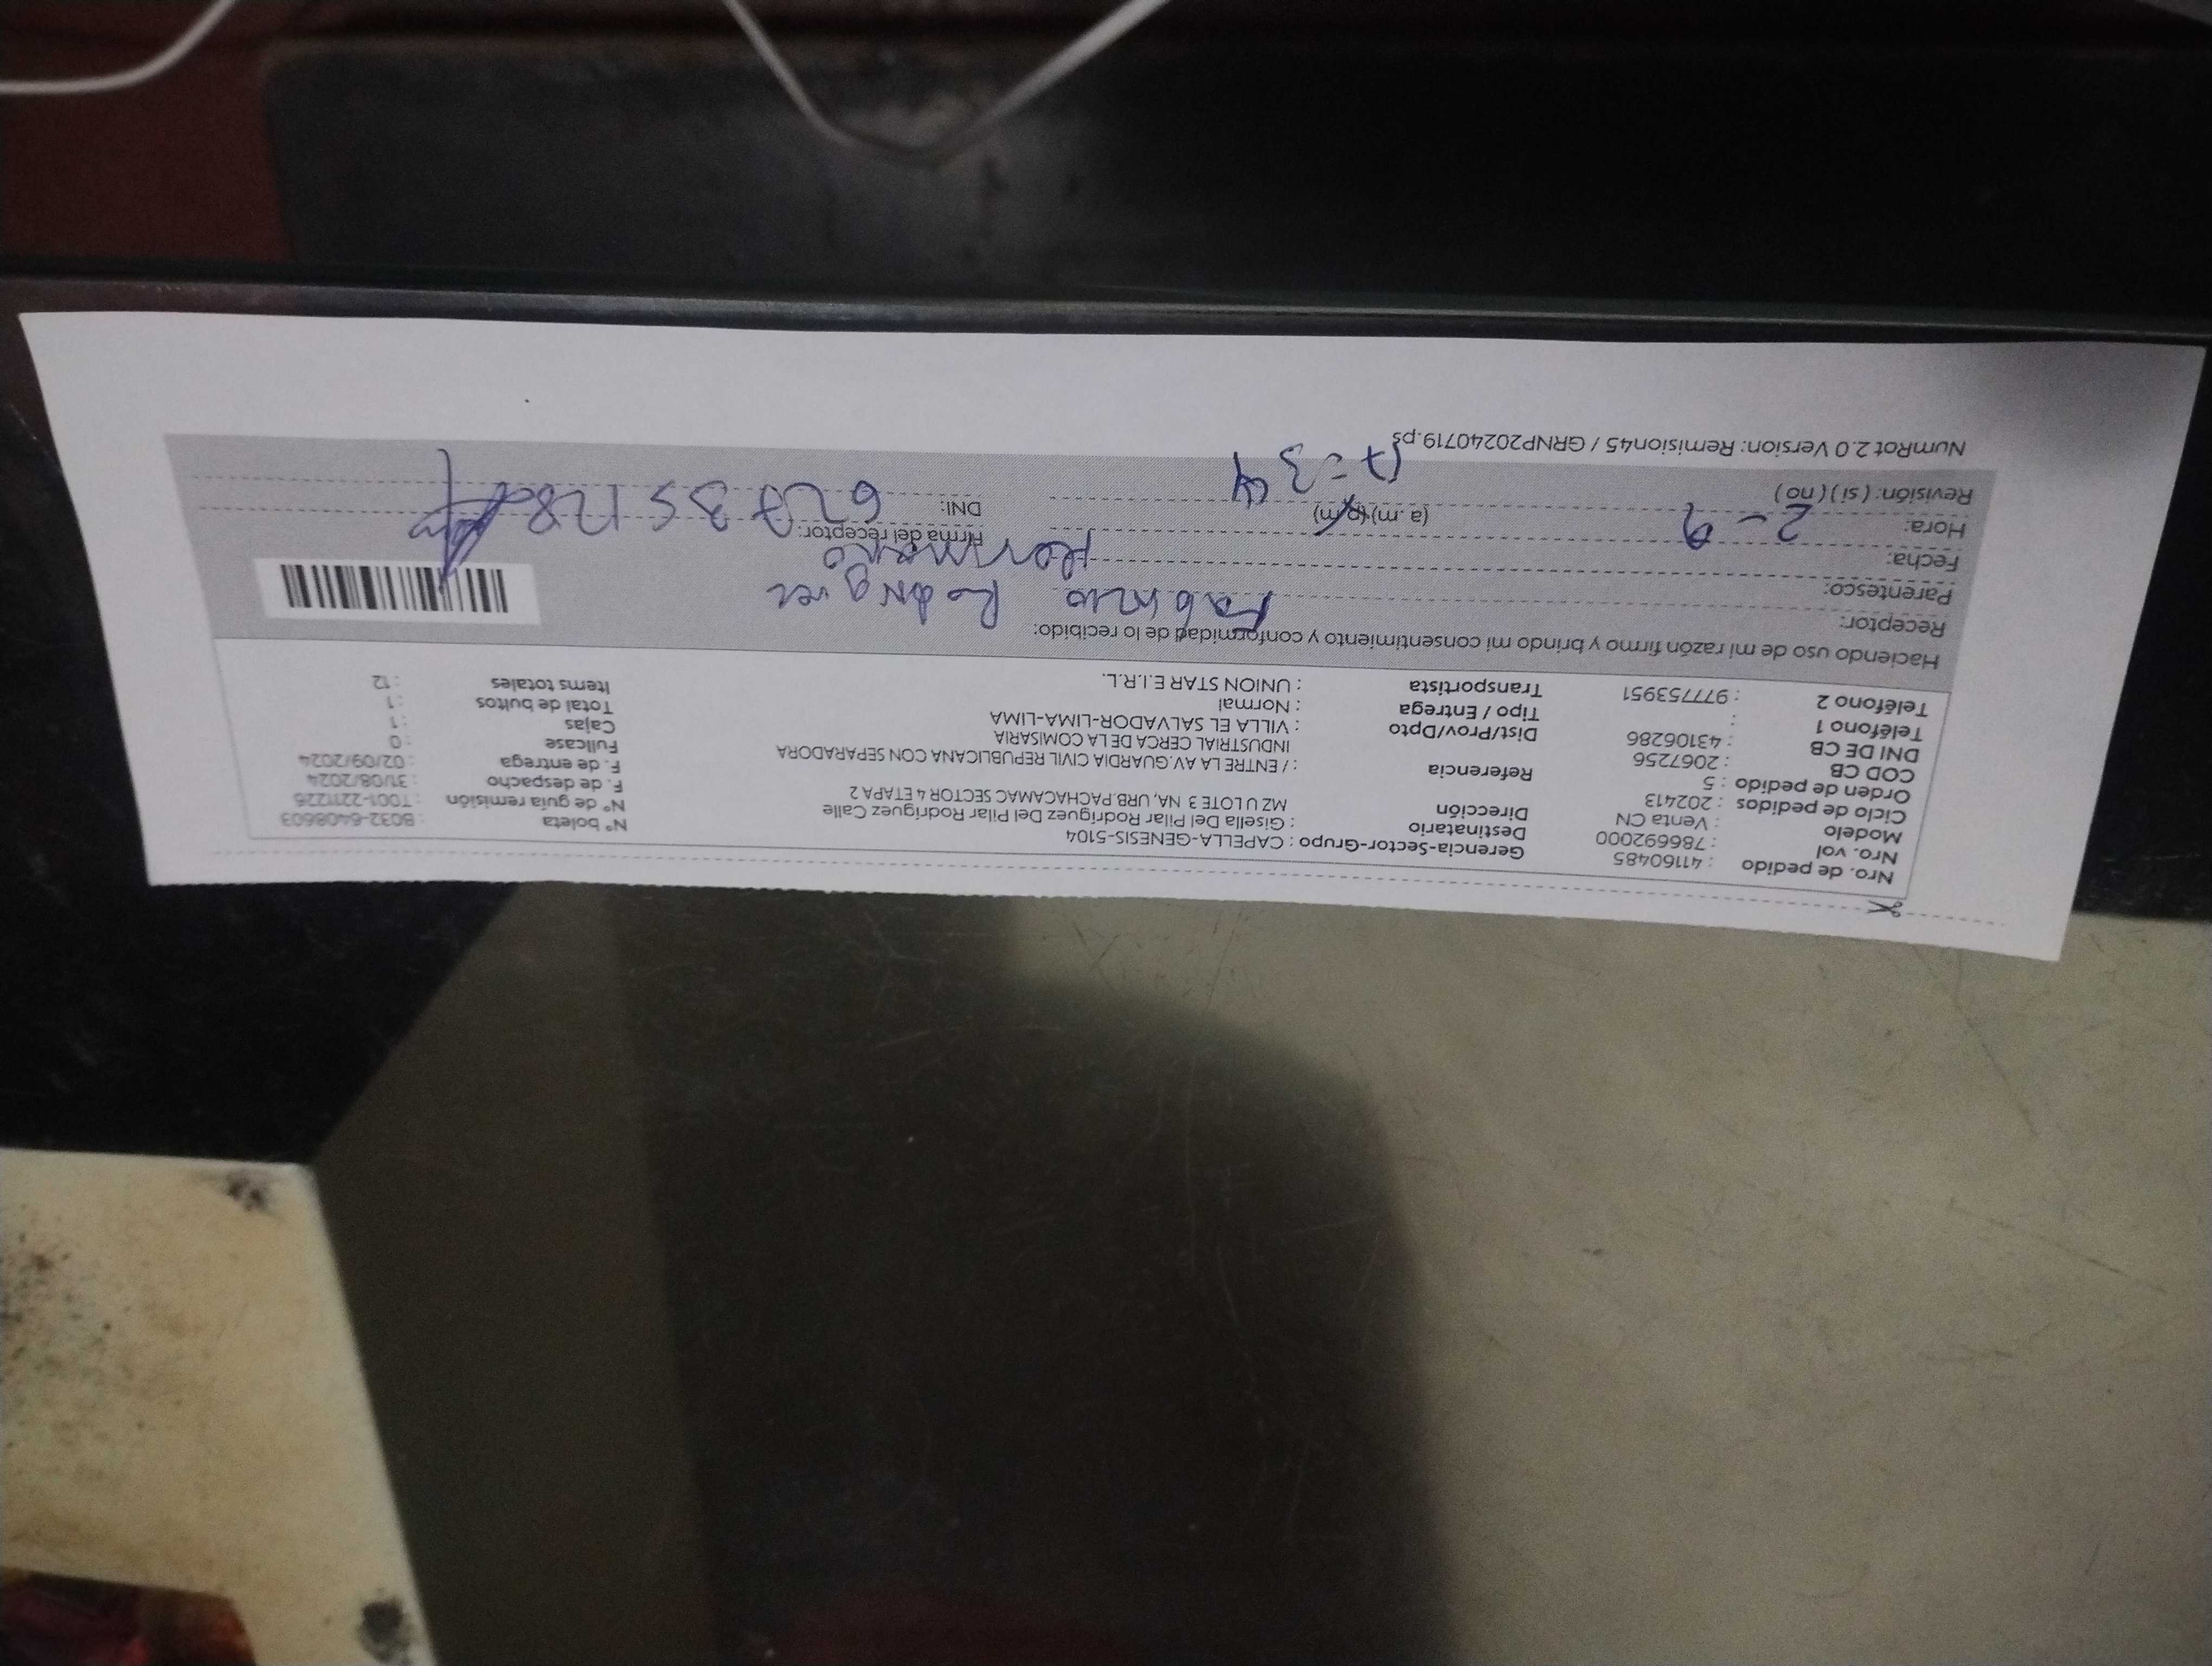 Nro. de pedido : 41160485
Nro. vol : 786692000
Modelo : Venta CN
Ciclo de pedidos : 202413
Orden de pedido : 5
COD CB : 2067256
DNI DE CB : 43106286
Teléfono 1 :
Teléfono 2 : 977753951
Gerencia-Sector-Grupo : CAPELLA-GENESIS-5104
Destinatario : Gisella Del Pilar Rodriguez Del Pilar Rodriguez Calle
Dirección MZ U LOTE 3 NA, URB.PACHACAMAC SECTOR 4 ETAPA 2
Referencia : / ENTRE LA AV.GUARDIA CIVIL REPUBLICANA CON SEPARADORA
INDUSTRIAL CERCA DE LA COMISARIA
Dist/Prov/Dpto : VILLA EL SALVADOR-LIMA-LIMA
Tipo / Entrega : Normal
Transportista : UNION STAR E.I.R.L.
N° boleta : B032-6408603
N° de guía remisión : T001-2211226
F. de despacho : 31/08/2024
F. de entrega : 02/09/2024
Fullcase : 0
Cajas : 1
Total de bultos : 1
Items totales : 12
Haciendo uso de mi razón firmo y brindo mi consentimiento y conformidad de lo recibido:
Receptor: Fabrizio Rodriguez
Parentesco: Hermano
Fecha: 2-9
Hora: (a .m) (p.m)
Revisión: ( si ) ( no )
Firma del receptor:
DNI:
NumRot 2.0 Version: Remision45 / GRNP20240719.ps